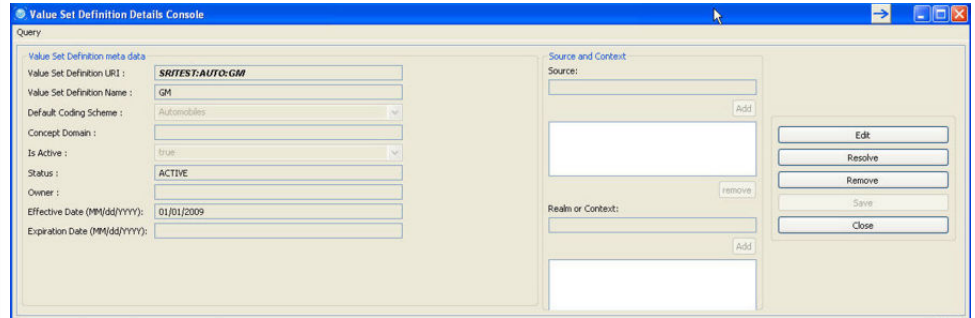 Value Set Definition Details Console
Query
Value Set Definition meta data
Value Set Definition URI : SRITEST:AUTO:GM
Value Set Definition Name : GM
Default Coding Scheme : Automobiles
Concept Domain :
Is Active : true
Status : ACTIVE
Owner :
Effective Date (MM/dd/YYYY): 01/01/2009
Expiration Date (MM/dd/YYYY):
Source and Context
Source:
Add
remove
Realm or Context:
Add
Edit
Resolve
Remove
Save
Close